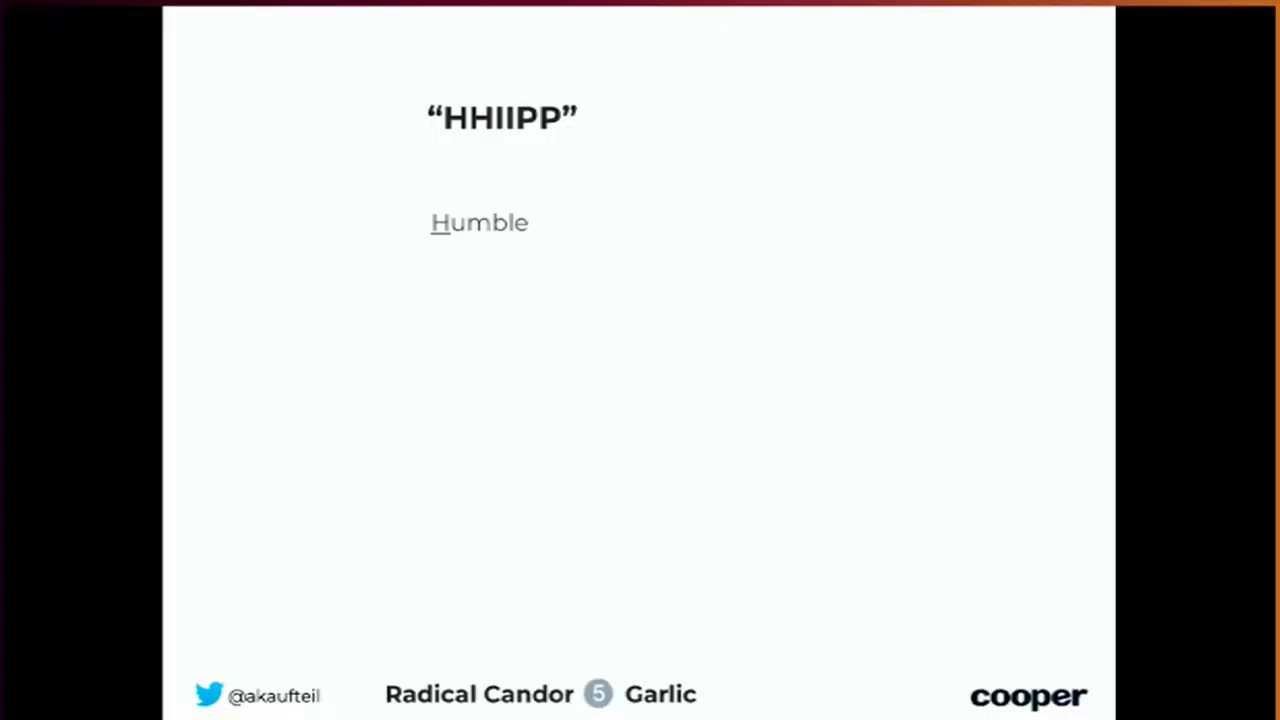 “HHIIPP”
Humble
@akaufteil
Radical Candor 5 Garlic
cooper